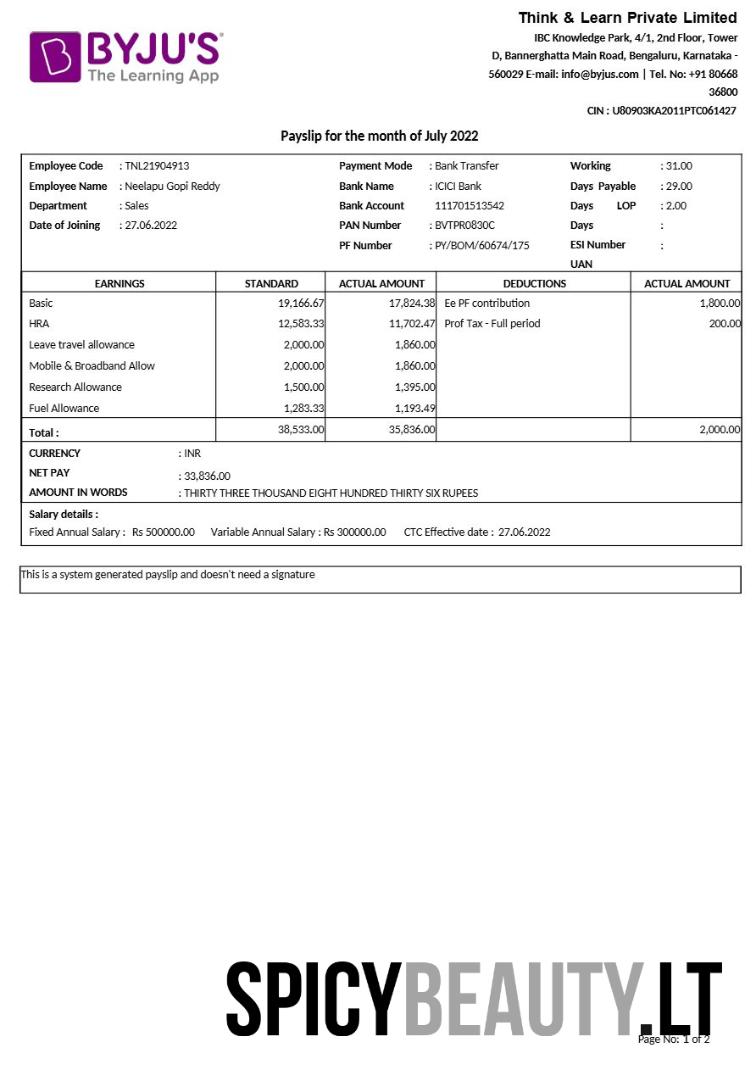 BYJU'S
The Learning App
Think & Learn Private Limited
IBC Knowledge Park, 4/1, 2nd Floor, Tower
D, Bannerghatta Main Road, Bengaluru, Karnataka -
560029 E-mail: info@byjus.com | Tel. No: +91 80668
36800
CIN : U80903KA2011PTC061427
Payslip for the month of July 2022
Employee Code : TNL21904913 Payment Mode : Bank Transfer Working : 31.00
Employee Name : Neelapu Gopi Reddy Bank Name : ICICI Bank Days Payable : 29.00
Department : Sales Bank Account 111701513542 Days LOP : 2.00
Date of Joining : 27.06.2022 PAN Number : BVTPR0830C Days :
PF Number : PY/BOM/60674/175 ESI Number :
UAN
EARNINGS STANDARD ACTUAL AMOUNT DEDUCTIONS ACTUAL AMOUNT
Basic 19,166.67 17,824.38 Ee PF contribution 1,800.00
HRA 12,583.33 11,702.47 Prof Tax - Full period 200.00
Leave travel allowance 2,000.00 1,860.00
Mobile & Broadband Allow 2,000.00 1,860.00
Research Allowance 1,500.00 1,395.00
Fuel Allowance 1,283.33 1,193.49
Total : 38,533.00 35,836.00 2,000.00
CURRENCY : INR
NET PAY : 33,836.00
AMOUNT IN WORDS : THIRTY THREE THOUSAND EIGHT HUNDRED THIRTY SIX RUPEES
Salary details :
Fixed Annual Salary : Rs 500000.00 Variable Annual Salary : Rs 300000.00 CTC Effective date : 27.06.2022
This is a system generated payslip and doesn't need a signature
SPICYBEAUTY.LT
Page No: 1 of 2